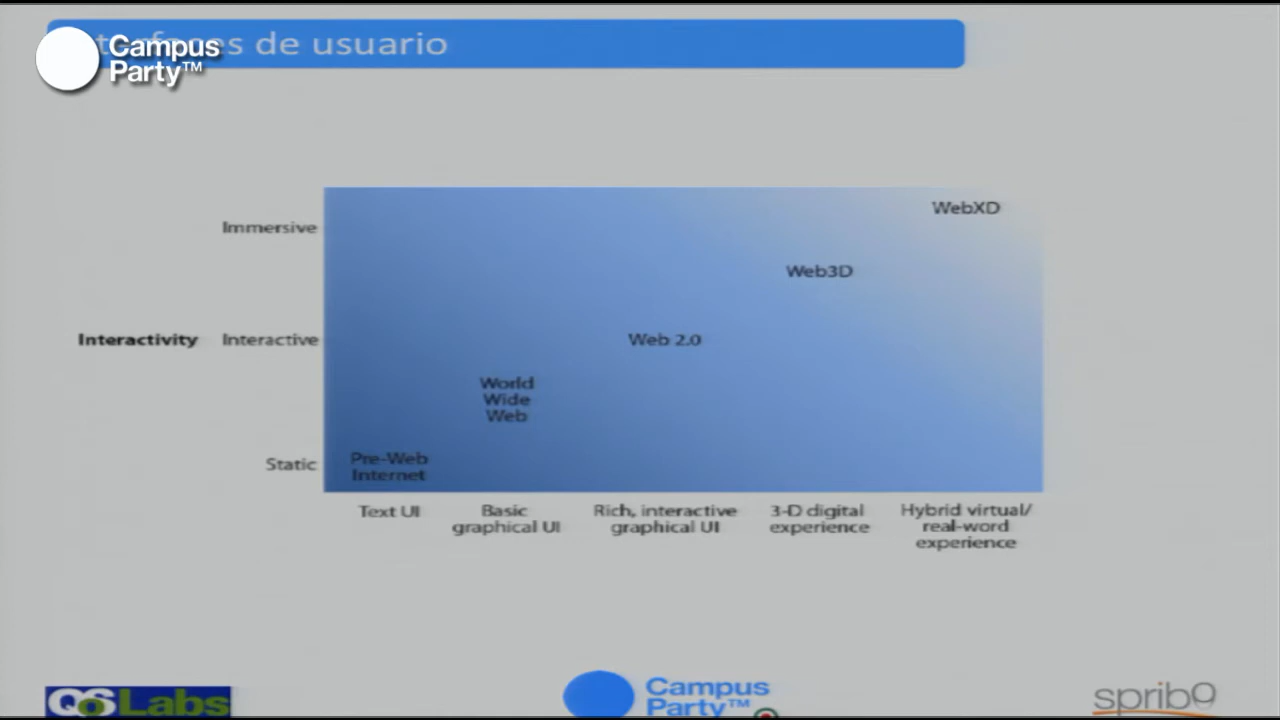 de usuario
Campus
Party™
WebXD
Immersive
Web3D
Interactivity
Interactive
Web 2.0
World
Wide
Web
Static
Pre-Web
Internet
Text UI
Basic
graphical UI
Rich, interactive
graphical UI
3-D digital
experience
Hybrid virtual/
real-word
experience
QoSLabs
Campus
Party™
spribo